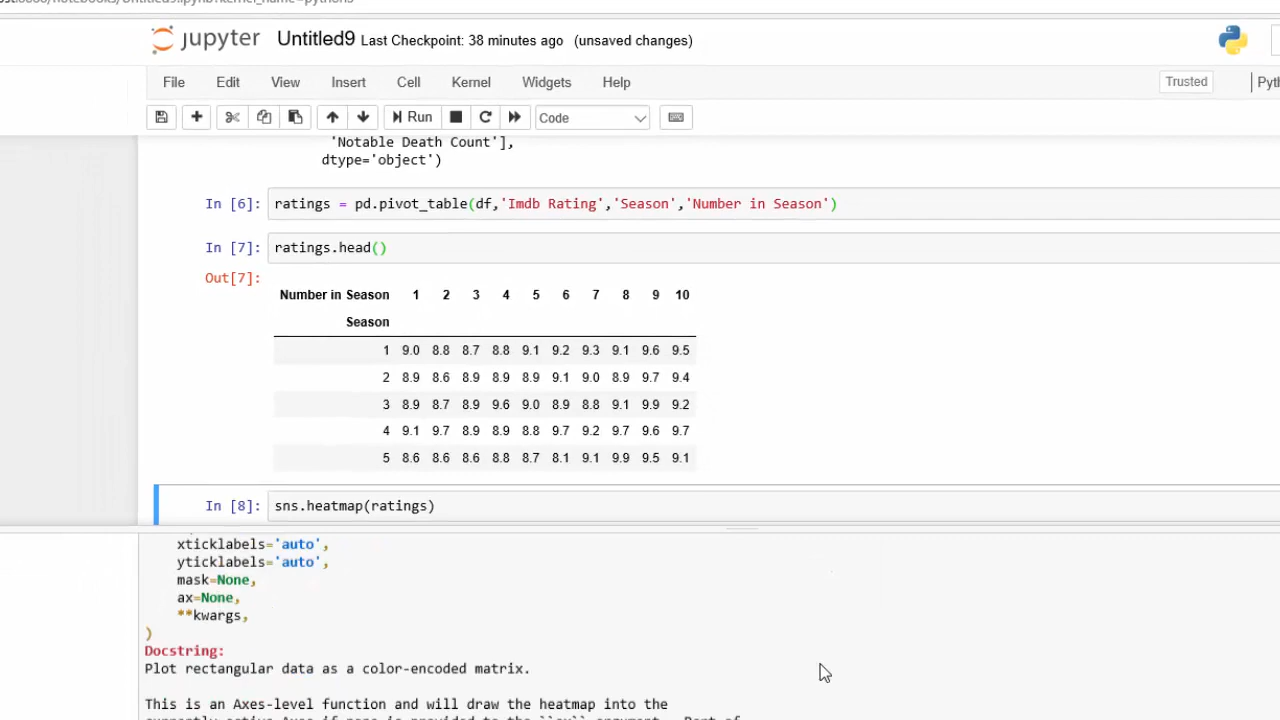 jupyter Untitled9 Last Checkpoint: 38 minutes ago (unsaved changes)
File Edit View Insert Cell Kernel Widgets Help Trusted
Run Code
'Notable Death Count'],
dtype='object')
In [6]: ratings = pd.pivot_table(df,'Imdb Rating','Season','Number in Season')
In [7]: ratings.head()
Out[7]:
Number in Season 1 2 3 4 5 6 7 8 9 10
Season
1 9.0 8.8 8.7 8.8 9.1 9.2 9.3 9.1 9.6 9.5
2 8.9 8.6 8.9 8.9 8.9 9.1 9.0 8.9 9.7 9.4
3 8.9 8.7 8.9 9.6 9.0 8.9 8.8 9.1 9.9 9.2
4 9.1 9.7 8.9 8.9 8.8 9.7 9.2 9.7 9.6 9.7
5 8.6 8.6 8.6 8.8 8.7 8.1 9.1 9.9 9.5 9.1
In [8]: sns.heatmap(ratings)
xticklabels='auto',
yticklabels='auto',
mask=None,
ax=None,
**kwargs,
)
Docstring:
Plot rectangular data as a color-encoded matrix.
This is an Axes-level function and will draw the heatmap into the